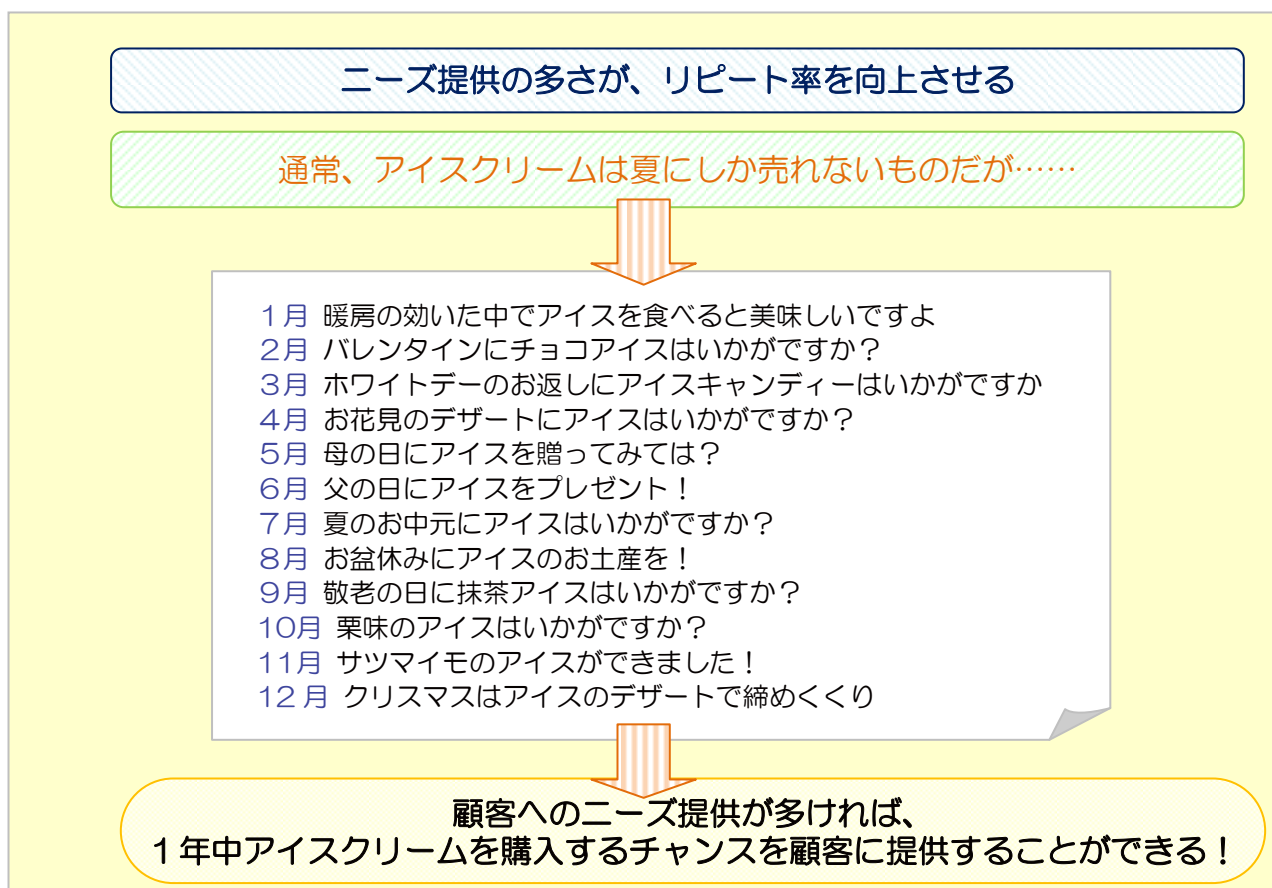 ニーズ提供の多さが、リピート率を向上させる
通常、アイスクリームは夏にしか売れないものだが……
１月 暖房の効いた中でアイスを食べると美味しいですよ
２月 バレンタインにチョコアイスはいかがですか？
３月 ホワイトデーのお返しにアイスキャンディーはいかがですか
４月 お花見のデザートにアイスはいかがですか？
５月 母の日にアイスを贈ってみては？
６月 父の日にアイスをプレゼント！
７月 夏のお中元にアイスはいかがですか？
８月 お盆休みにアイスのお土産を！
９月 敬老の日に抹茶アイスはいかがですか？
10月 栗味のアイスはいかがですか？
11月 サツマイモのアイスができました！
12 月 クリスマスはアイスのデザートで締めくくり
顧客へのニーズ提供が多ければ、
１年中アイスクリームを購入するチャンスを顧客に提供することができる！